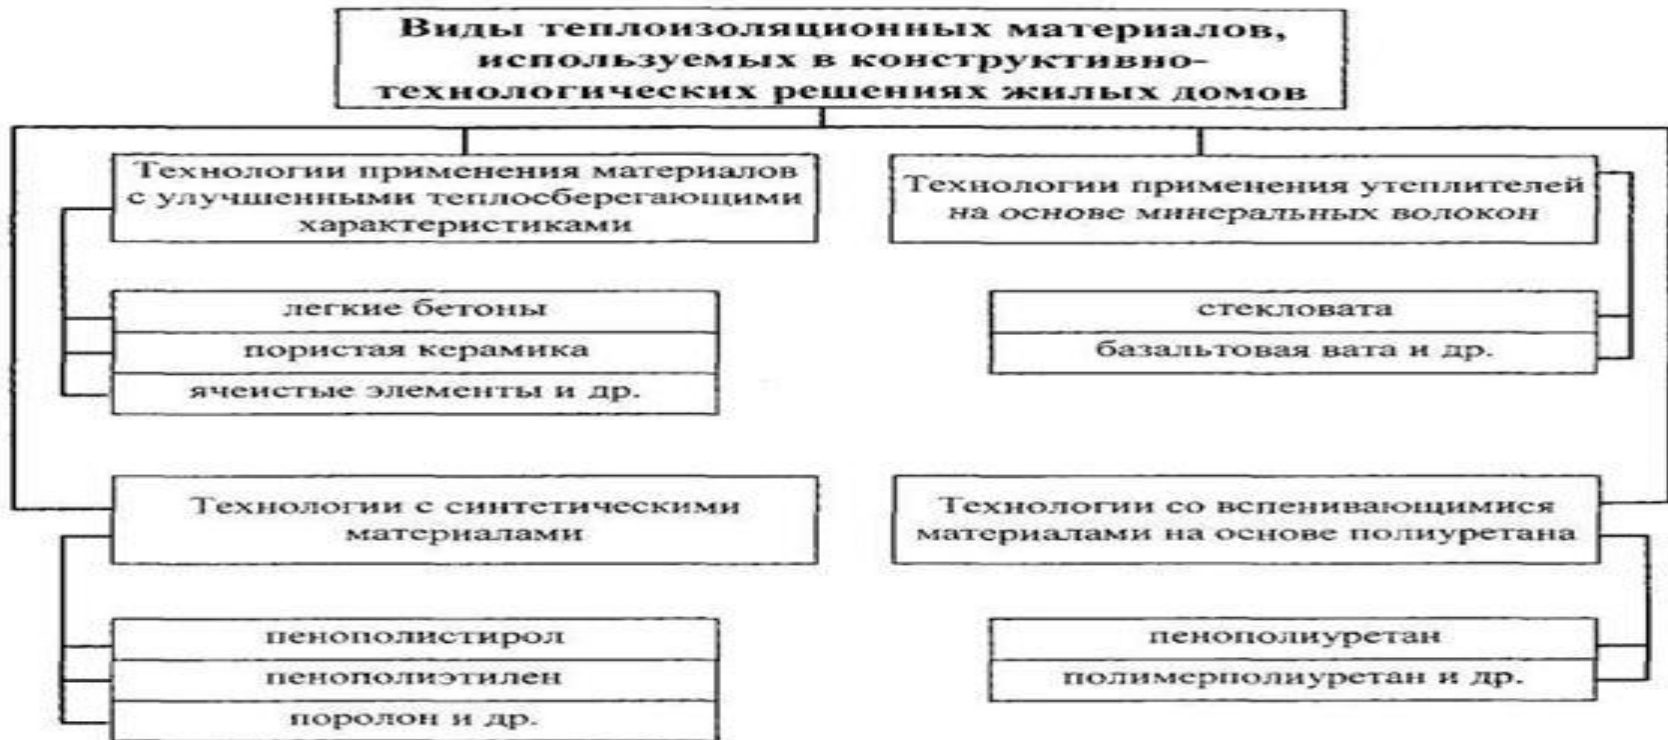 Виды теплоизоляционных материалов,
используемых в конструктивно-
технологических решениях жилых домов
Технологии применения материалов
с улучшенными теплосберегающими
характеристиками
легкие бетоны
пористая керамика
ячеистые элементы и др.
Технологии применения утеплителей
на основе минеральных волокон
стекловата
базальтовая вата и др.
Технологии с синтетическими
материалами
пенополистирол
пенополиэтилен
поролон и др.
Технологии со вспенивающимися
материалами на основе полиуретана
пенополиуретан
полимерполиуретан и др.